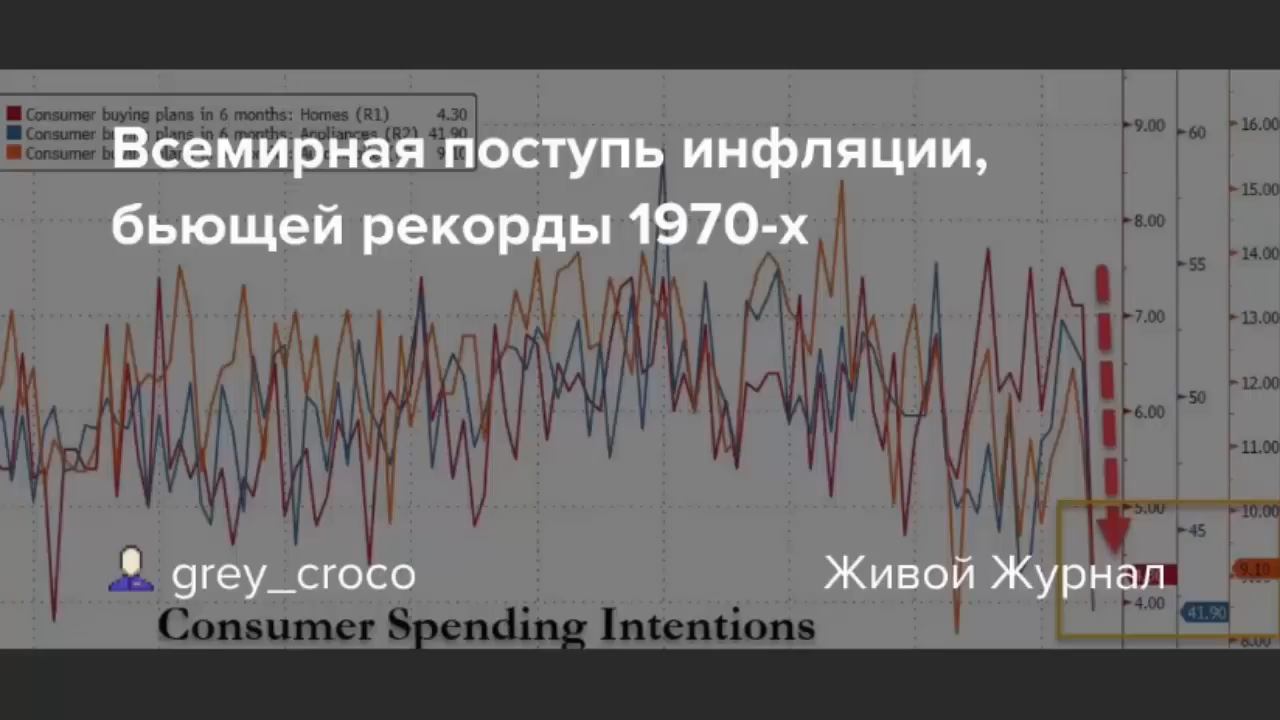 Consumer buying plans in 6 months: Homes (R1) 4.30
Consumer buying plans in 6 months: Appliances (R2) 41.90
Consumer
Всемирная поступь инфляции,
бьющей рекорды 1970-х
9.00 60 16.00
15.00
8.00
55 14.00
7.00 13.00
12.00
6.00 50
11.00
5.00 10.00
45
9.10
grey_croco Живой Журнал
4.00 41.90
Consumer Spending Intentions
8.00